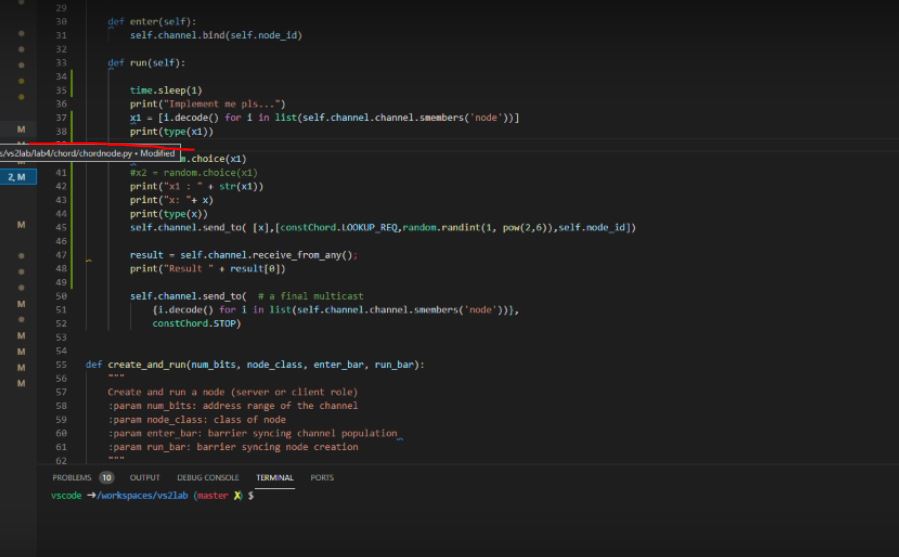 29
30 def enter(self):
31 self.channel.bind(self.node_id)
32
33 def run(self):
34
35 time.sleep(1)
36 print("Implement me pls...")
37 x1 = [i.decode() for i in list(self.channel.channel.smembers('node'))]
38 print(type(x1))
s/vs2lab/lab4/chord/chordnode.py • Modified
m.choice(x1)
41 #x2 = random.choice(x1)
42 print("x1 : " + str(x1))
43 print("x: "+ x)
44 print(type(x))
45 self.channel.send_to( [x],[constChord.LOOKUP_REQ,random.randint(1, pow(2,6)),self.node_id])
46
47 result = self.channel.receive_from_any();
48 print("Result " + result[0])
49
50 self.channel.send_to( # a final multicast
51 {i.decode() for i in list(self.channel.channel.smembers('node'))},
52 constChord.STOP)
53
54
55 def create_and_run(num_bits, node_class, enter_bar, run_bar):
56 """
57 Create and run a node (server or client role)
58 :param num_bits: address range of the channel
59 :param node_class: class of node
60 :param enter_bar: barrier syncing channel population
61 :param run_bar: barrier syncing node creation
62 """
M
M
2, M
M
M
M
M
M
M
PROBLEMS 10 OUTPUT DEBUG CONSOLE TERMINAL PORTS
vscode ➜/workspaces/vs2lab (master ✗) $